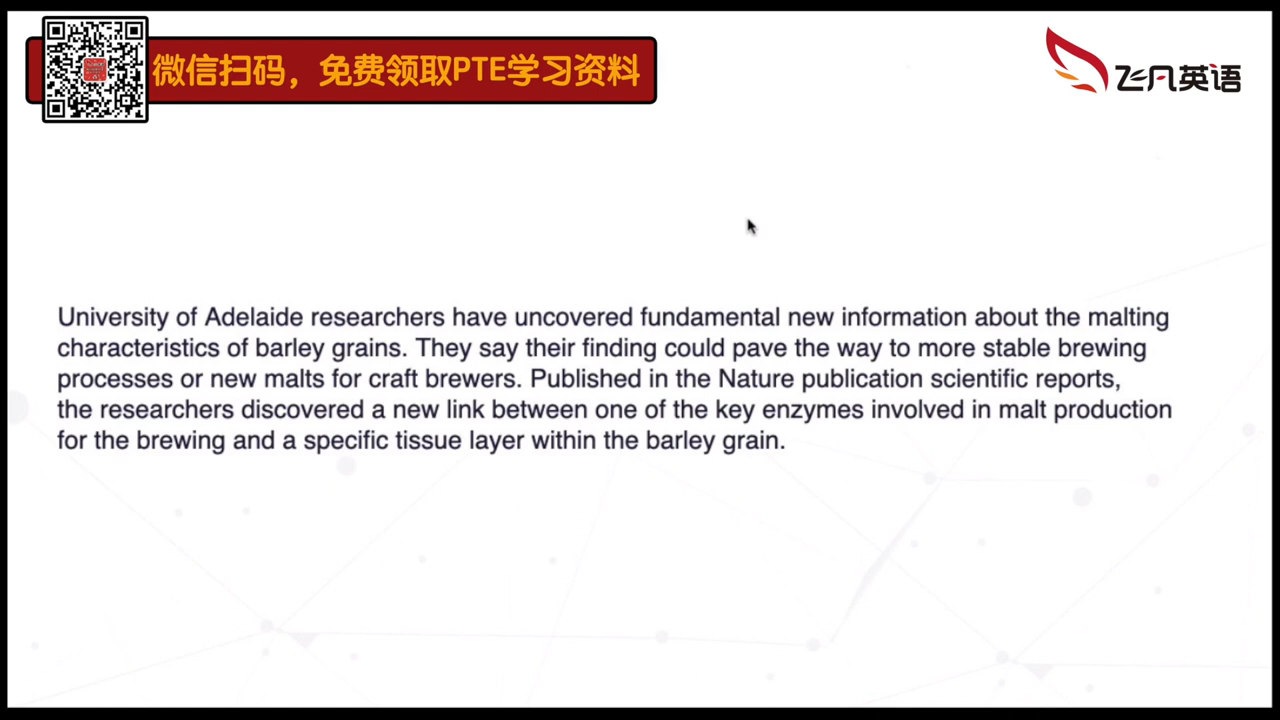 微信扫码，免费领取PTE学习资料
飞凡英语
University of Adelaide researchers have uncovered fundamental new information about the malting
characteristics of barley grains. They say their finding could pave the way to more stable brewing
processes or new malts for craft brewers. Published in the Nature publication scientific reports,
the researchers discovered a new link between one of the key enzymes involved in malt production
for the brewing and a specific tissue layer within the barley grain.